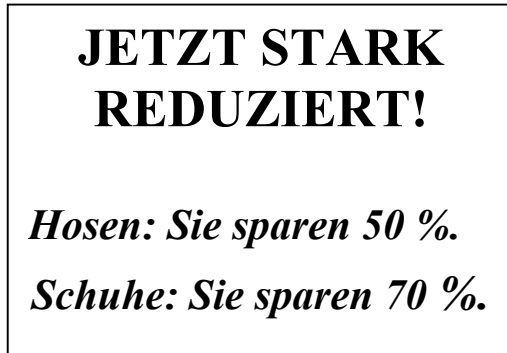 JETZT STARK
REDUZIERT!
Hosen: Sie sparen 50 %.
Schuhe: Sie sparen 70 %.